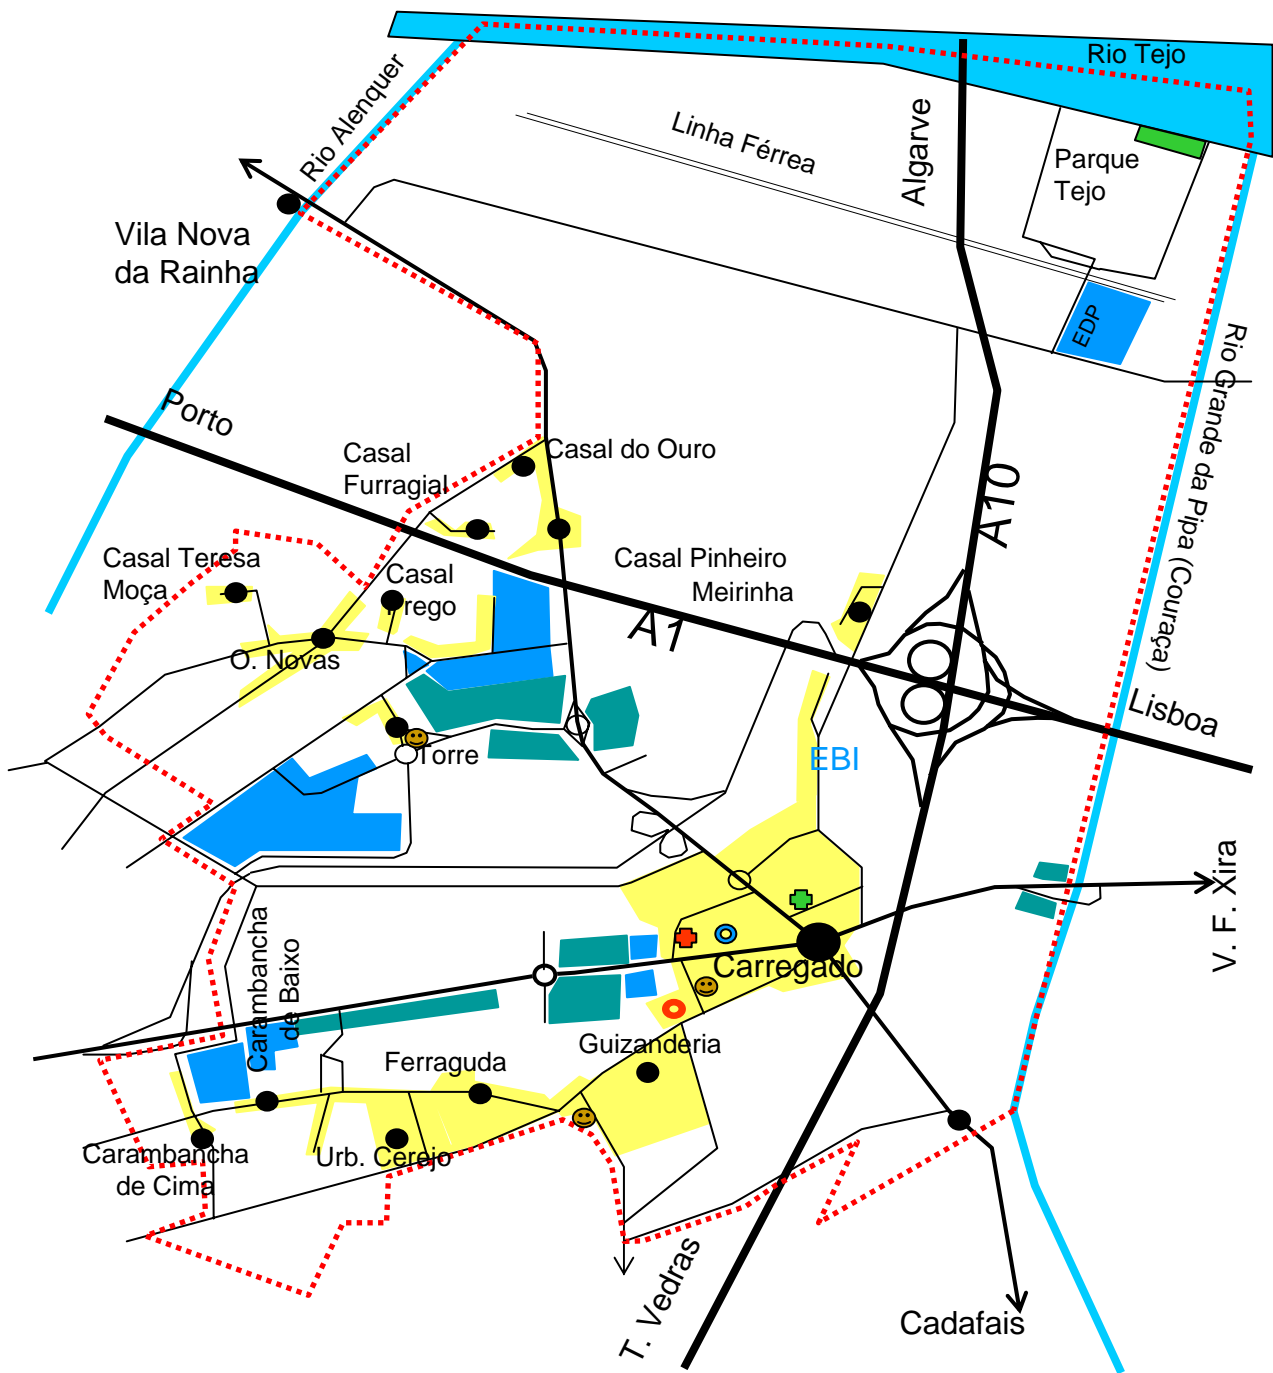 Rio Tejo
Rio Alenquer
Linha Férrea
Algarve
Parque
Tejo
Vila Nova
da Rainha
EDP
Rio Grande da Pipa (Couraça)
Porto
Casal
Furragial
Casal do Ouro
A10
Casal Teresa
Moça
Casal
Prego
Casal Pinheiro
Meirinha
A1
O. Novas
Lisboa
Torre
EBI
V. F. Xira
Carambancha
de Baixo
Carregado
Guizanderia
Ferraguda
Carambancha
de Cima
Urb. Cerejo
T. Vedras
Cadafais